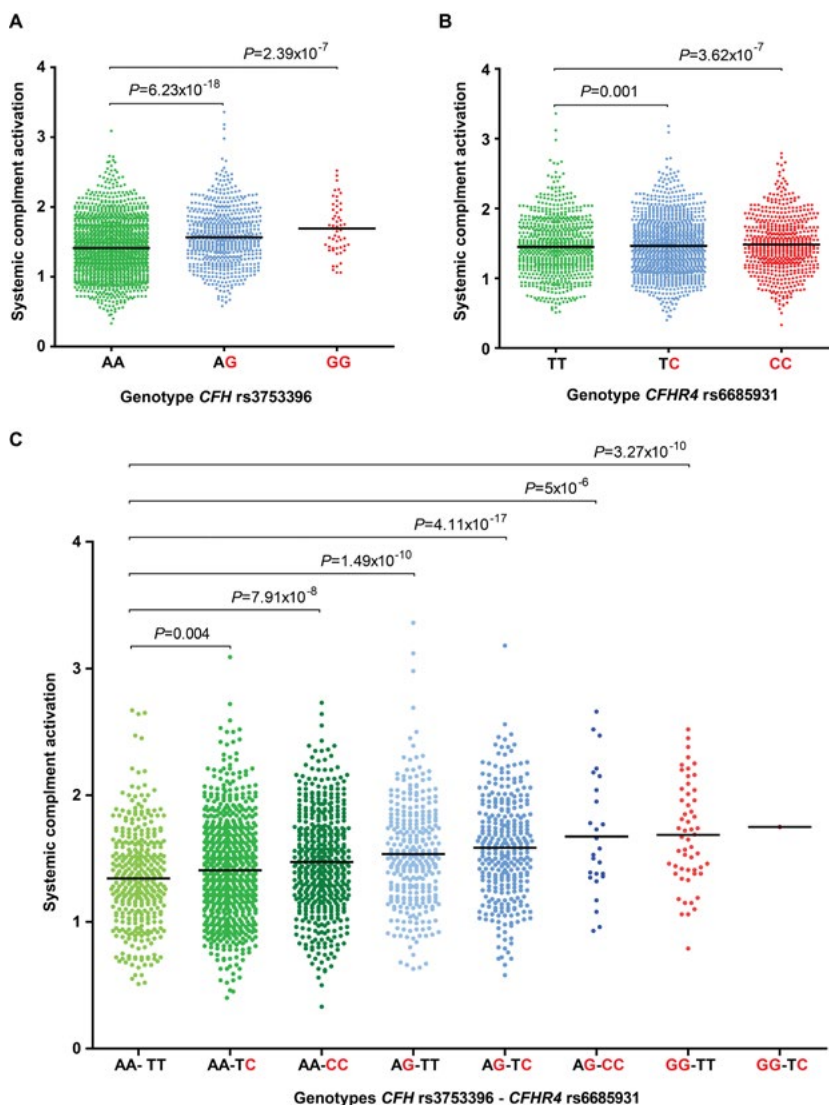 A
P=2.39x10-7
P=6.23x10-18
4
3
2
1
0
Systemic complment activation
AA AG GG
Genotype CFH rs3753396
B
P=3.62x10-7
P=0.001
4
3
2
1
0
Systemic complment activation
TT TC CC
Genotype CFHR4 rs6685931
C
P=3.27x10-10
P=5x10-6
P=4.11x10-17
P=1.49x10-10
P=7.91x10-8
P=0.004
4
3
2
1
0
Systemic complment activation
AA- TT AA-TC AA-CC AG-TT AG-TC AG-CC GG-TT GG-TC
Genotypes CFH rs3753396 - CFHR4 rs6685931